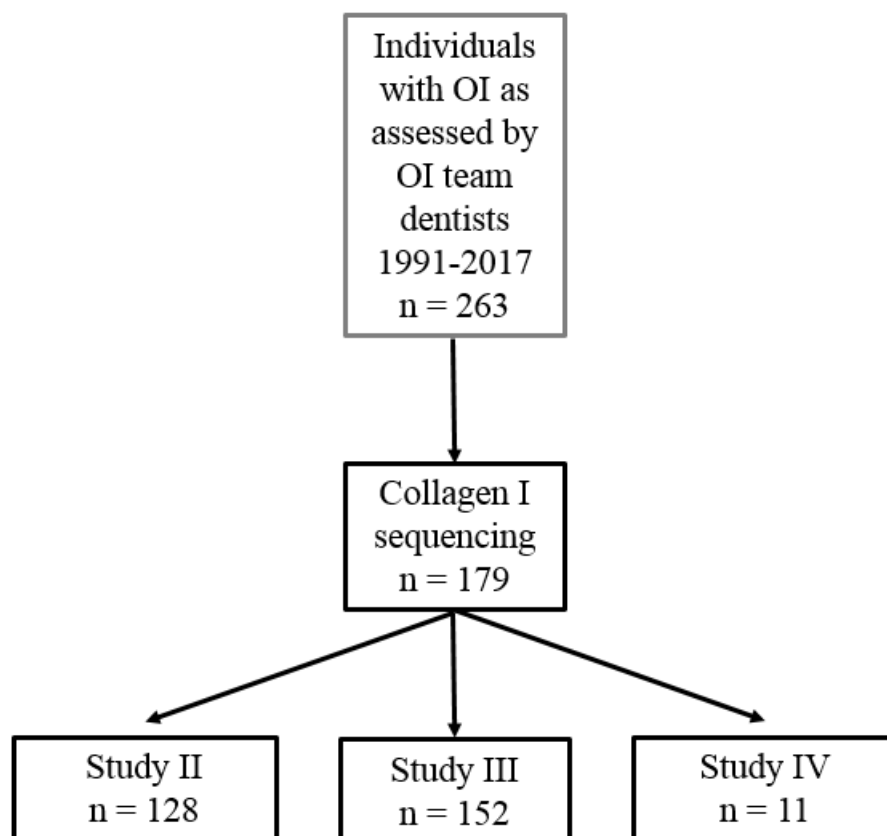 Individuals
with OI as
assessed by
OI team
dentists
1991-2017
n = 263
Collagen I
sequencing
n = 179
Study II
n = 128
Study III
n = 152
Study IV
n = 11